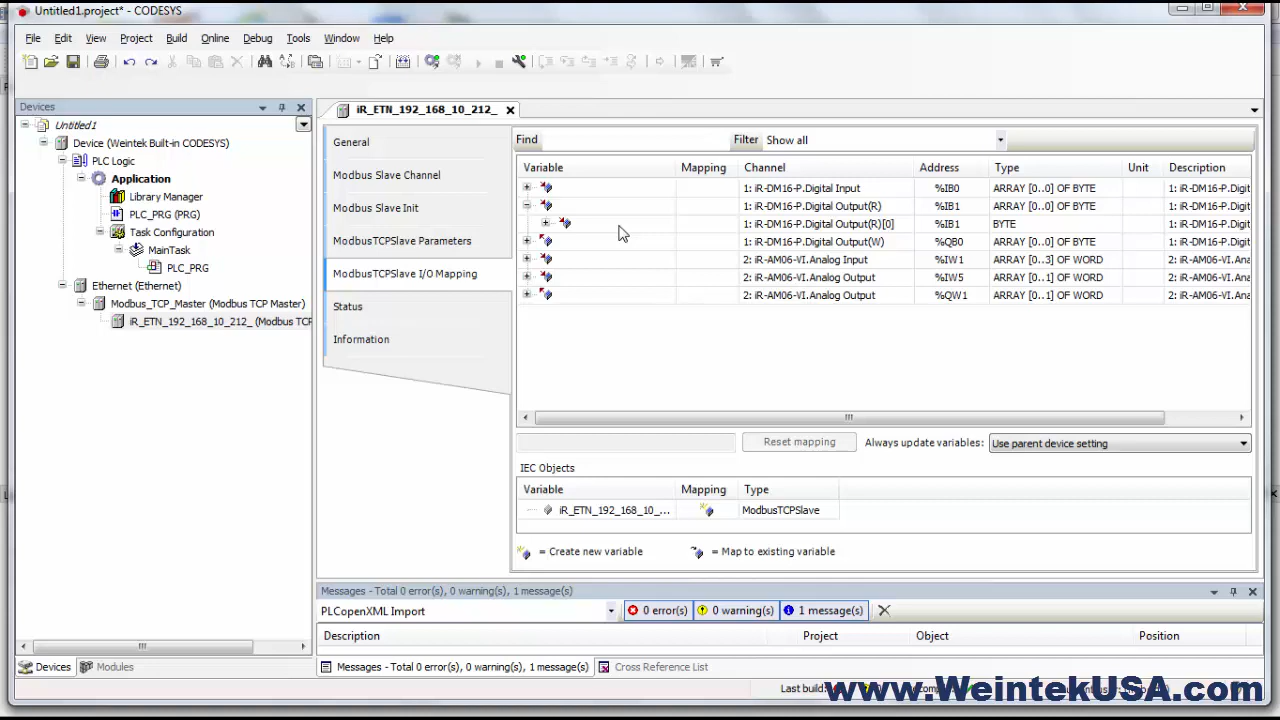 Untitled1.project* - CODESYS
File Edit View Project Build Online Debug Tools Window Help
Devices
Untitled1
Device (Weintek Built-in CODESYS)
PLC Logic
Application
Library Manager
PLC_PRG (PRG)
Task Configuration
MainTask
PLC_PRG
Ethernet (Ethernet)
Modbus_TCP_Master (Modbus TCP Master)
iR_ETN_192_168_10_212_ (Modbus TCP
Devices Modules
iR_ETN_192_168_10_212_
General
Modbus Slave Channel
Modbus Slave Init
ModbusTCPSlave Parameters
ModbusTCPSlave I/O Mapping
Status
Information
Find Filter Show all
Variable Mapping Channel Address Type Unit Description
1: iR-DM16-P.Digital Input %IB0 ARRAY [0..0] OF BYTE 1: iR-DM16-P.Digit
1: iR-DM16-P.Digital Output(R) %IB1 ARRAY [0..0] OF BYTE 1: iR-DM16-P.Digit
1: iR-DM16-P.Digital Output(R)[0] %IB1 BYTE 1: iR-DM16-P.Digit
1: iR-DM16-P.Digital Output(W) %QB0 ARRAY [0..0] OF BYTE 1: iR-DM16-P.Digit
2: iR-AM06-VI.Analog Input %IW1 ARRAY [0..3] OF WORD 2: iR-AM06-VI.Ana
2: iR-AM06-VI.Analog Output %IW5 ARRAY [0..1] OF WORD 2: iR-AM06-VI.Ana
2: iR-AM06-VI.Analog Output %QW1 ARRAY [0..1] OF WORD 2: iR-AM06-VI.Ana
Reset mapping Always update variables: Use parent device setting
IEC Objects
Variable Mapping Type
iR_ETN_192_168_10_... ModbusTCPSlave
= Create new variable = Map to existing variable
Messages - Total 0 error(s), 0 warning(s), 1 message(s)
PLCopenXML Import 0 error(s) 0 warning(s) 1 message(s)
Description Project Object Position
Messages - Total 0 error(s), 0 warning(s), 1 message(s) Cross Reference List
Last build:
www.WeintekUSA.com